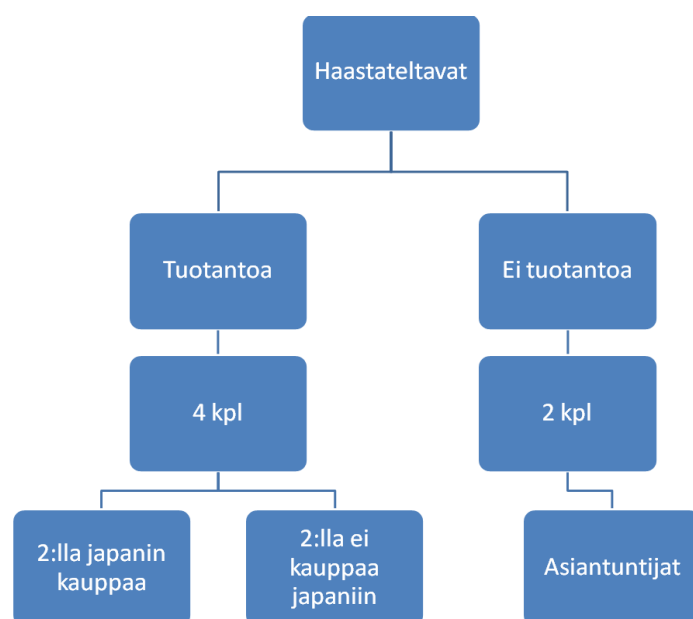 Haastateltavat
Tuotantoa
Ei tuotantoa
4 kpl
2 kpl
2:lla japanin
kauppaa
2:lla ei
kauppaa
japaniin
Asiantuntijat